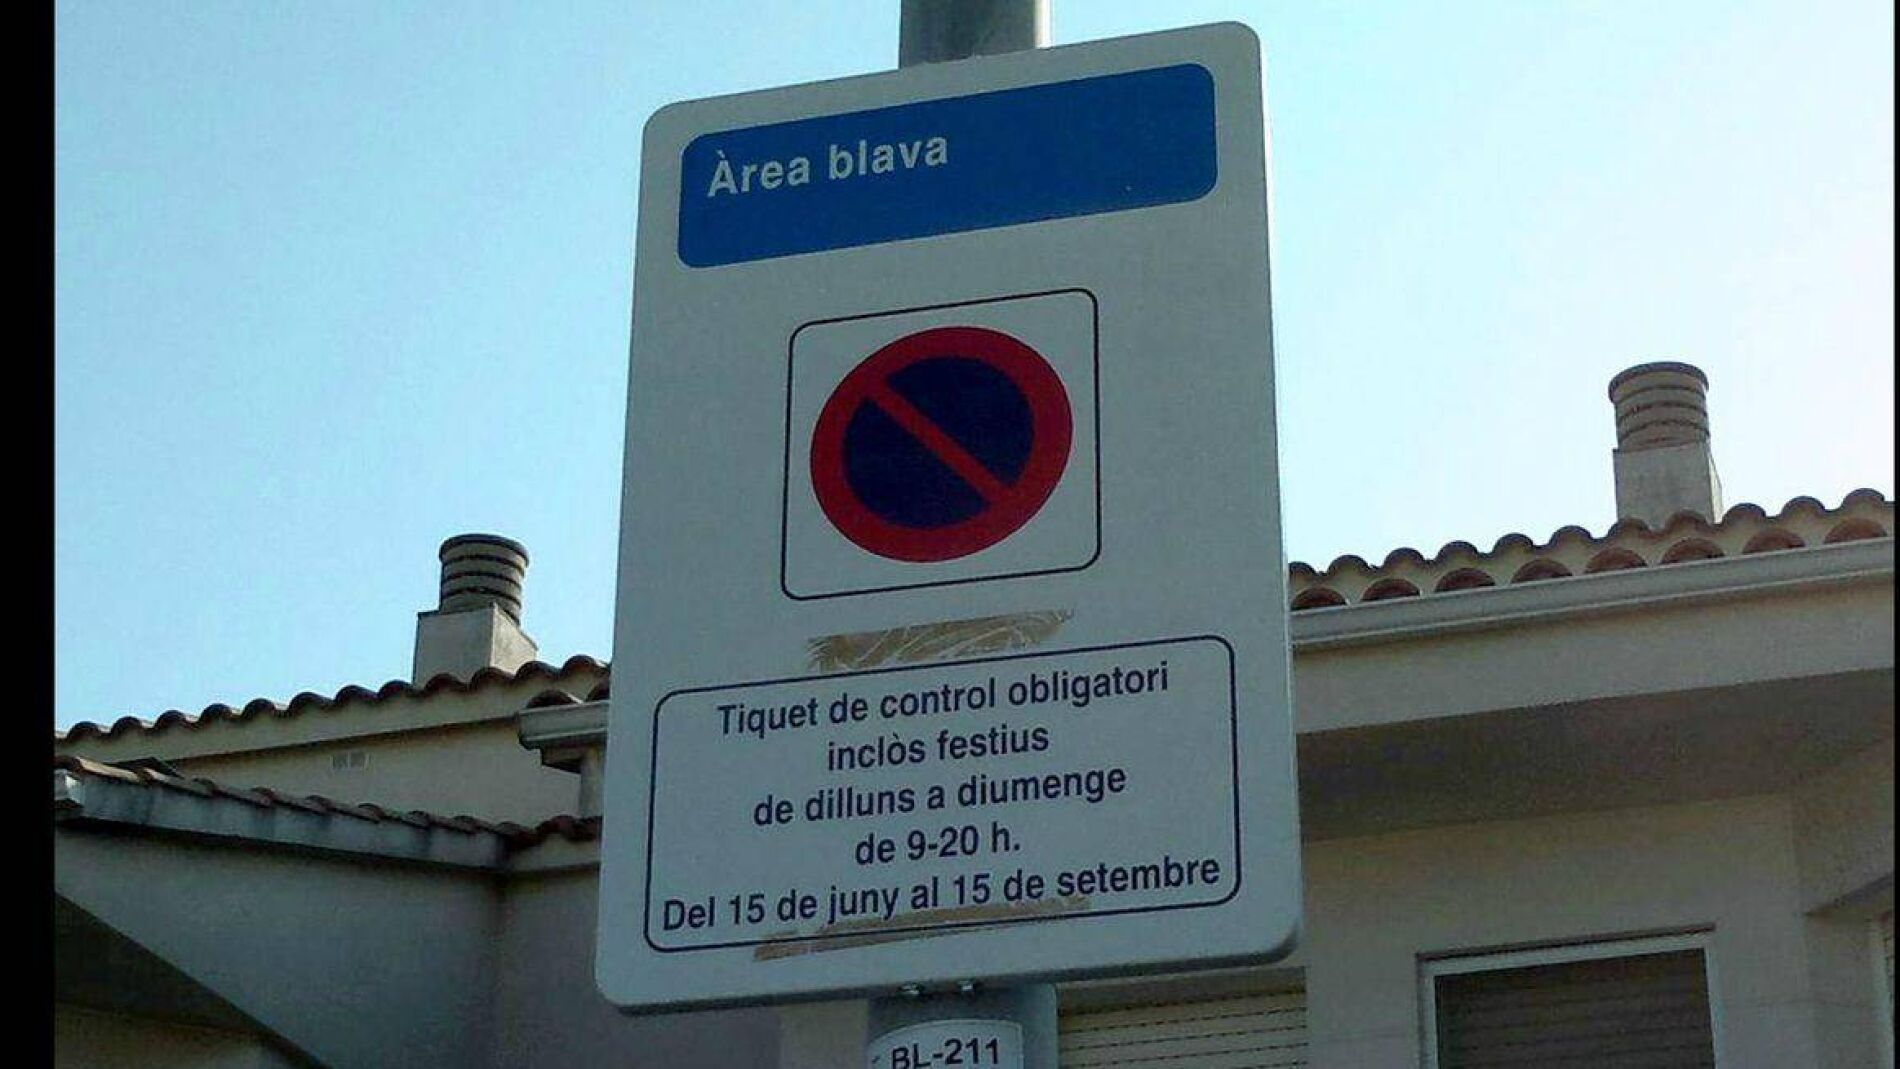 Àrea blava
Tiquet de control obligatori
inclòs festius
de dilluns a diumenge
de 9-20 h.
Del 15 de juny al 15 de setembre
BL-211